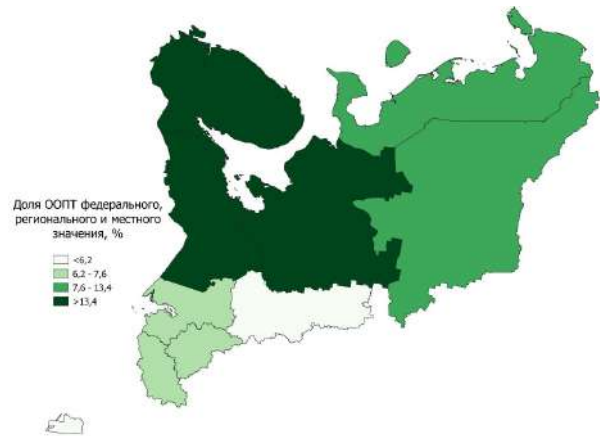 Доля ООПТ федерального,
регионального и местного
значения, %
<6,2
6,2 - 7,6
7,6 - 13,4
>13,4